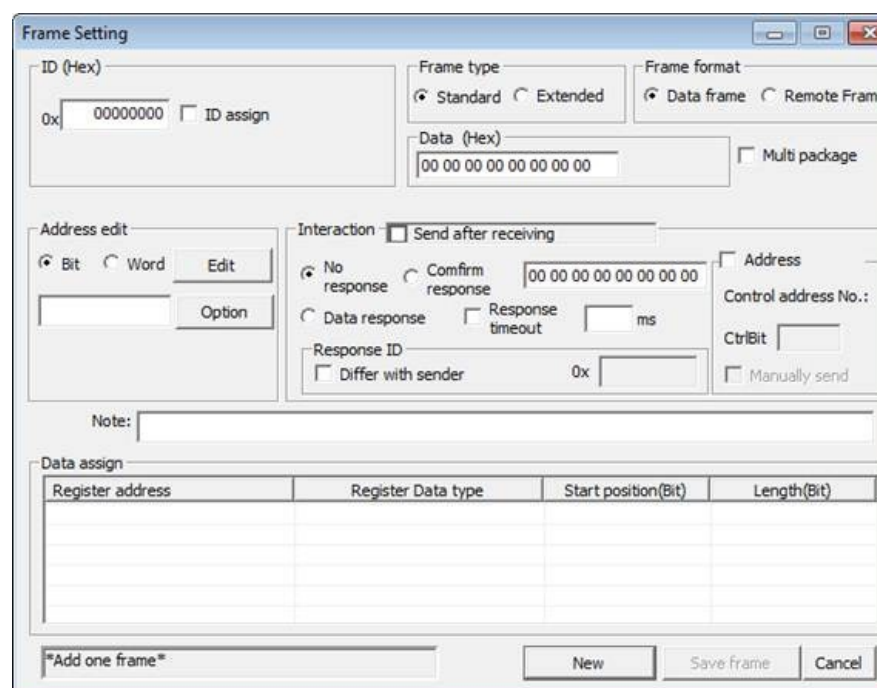 Frame Setting
ID (Hex)
0x 00000000 ID assign
Frame type
Standard Extended
Frame format
Data frame Remote Fram
Data (Hex)
00 00 00 00 00 00 00 00
Multi package
Address edit
Bit Word Edit
Option
Interaction Send after receiving
No response
Comfirm response
00 00 00 00 00 00 00 00
Data response
Response timeout
ms
Response ID
Differ with sender 0x
Address
Control address No.:
CtrlBit
Manually send
Note:
Data assign
Register address Register Data type Start position(Bit) Length(Bit)
*Add one frame* New Save frame Cancel